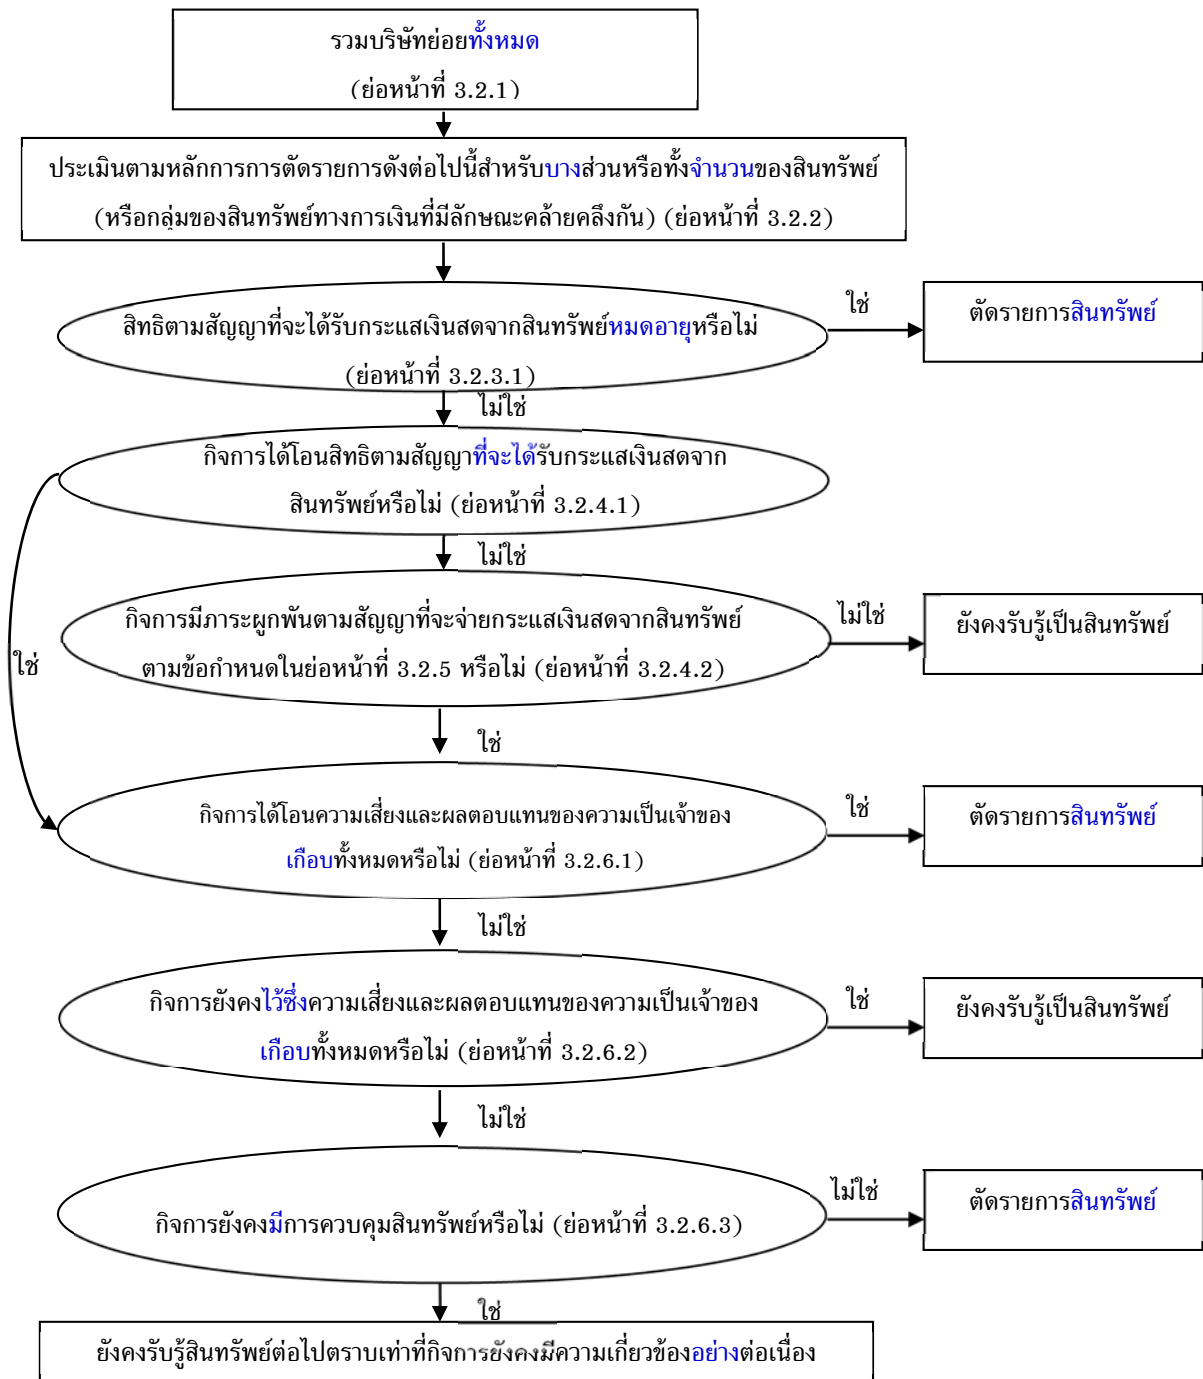 รวมบริษัทย่อยทั้งหมด
(ย่อหน้าที่ 3.2.1)
ประเมินตามหลักการการตัดรายการดังต่อไปนี้สำหรับบางส่วนหรือทั้งจำนวนของสินทรัพย์
(หรือกลุ่มของสินทรัพย์ทางการเงินที่มีลักษณะคล้ายคลึงกัน) (ย่อหน้าที่ 3.2.2)
สิทธิตามสัญญาที่จะได้รับกระแสเงินสดจากสินทรัพย์หมดอายุหรือไม่
(ย่อหน้าที่ 3.2.3.1)
ใช่
ตัดรายการสินทรัพย์
ไม่ใช่
กิจการได้โอนสิทธิตามสัญญาที่จะได้รับกระแสเงินสดจาก
สินทรัพย์หรือไม่ (ย่อหน้าที่ 3.2.4.1)
ไม่ใช่
ใช่
กิจการมีภาระผูกพันตามสัญญาที่จะจ่ายกระแสเงินสดจากสินทรัพย์
ตามข้อกำหนดในย่อหน้าที่ 3.2.5 หรือไม่ (ย่อหน้าที่ 3.2.4.2)
ไม่ใช่
ยังคงรับรู้เป็นสินทรัพย์
ใช่
กิจการได้โอนความเสี่ยงและผลตอบแทนของความเป็นเจ้าของ
เกือบทั้งหมดหรือไม่ (ย่อหน้าที่ 3.2.6.1)
ใช่
ตัดรายการสินทรัพย์
ไม่ใช่
กิจการยังคงไว้ซึ่งความเสี่ยงและผลตอบแทนของความเป็นเจ้าของ
เกือบทั้งหมดหรือไม่ (ย่อหน้าที่ 3.2.6.2)
ใช่
ยังคงรับรู้เป็นสินทรัพย์
ไม่ใช่
กิจการยังคงมีการควบคุมสินทรัพย์หรือไม่ (ย่อหน้าที่ 3.2.6.3)
ไม่ใช่
ตัดรายการสินทรัพย์
ใช่
ยังคงรับรู้สินทรัพย์ต่อไปตราบเท่าที่กิจการยังคงมีความเกี่ยวข้องอย่างต่อเนื่อง